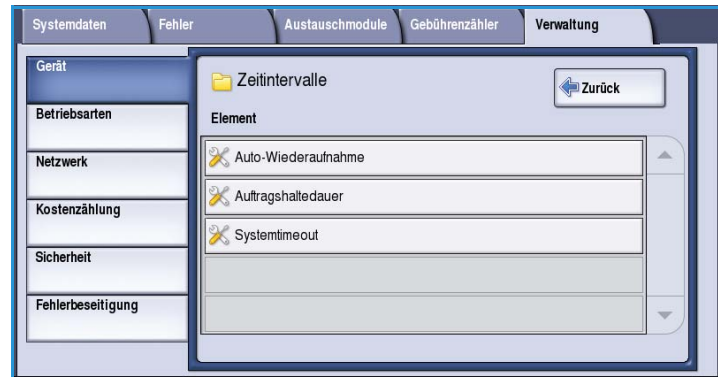 Systemdaten Fehler Austauschmodule Gebührenzähler Verwaltung
Gerät
Betriebsarten
Netzwerk
Kostenzählung
Sicherheit
Fehlerbeseitigung
Zeitintervalle
Zurück
Element
Auto-Wiederaufnahme
Auftragshaltedauer
Systemtimeout